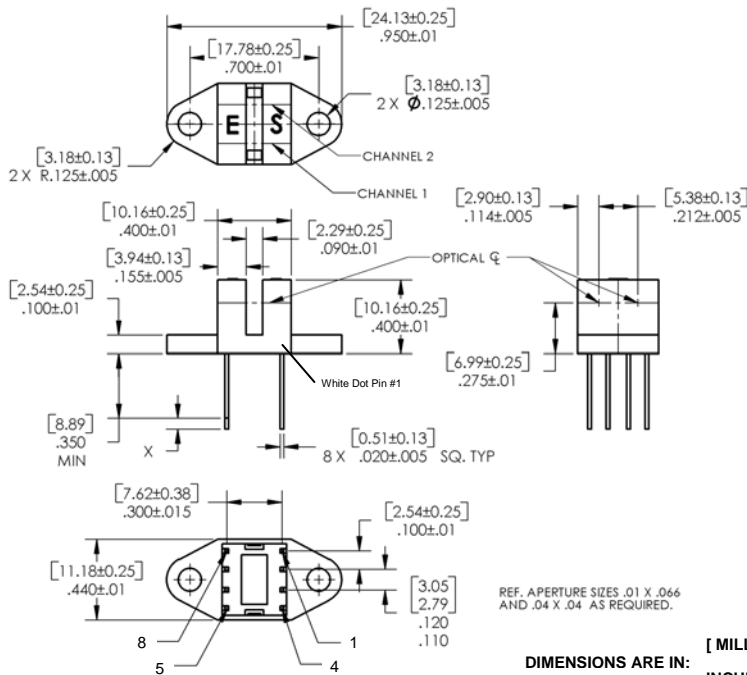 [24.13±0.25]
.950±.01
[17.78±0.25]
.700±.01
[3.18±0.13]
2 X Ø.125±.005
E S
[3.18±0.13]
2 X R.125±.005
CHANNEL 2
CHANNEL 1
[10.16±0.25]
.400±.01
[2.29±0.25]
.090±.01
[3.94±0.13]
.155±.005
[2.90±0.13]
.114±.005
[5.38±0.13]
.212±.005
OPTICAL ℄
[2.54±0.25]
.100±.01
[10.16±0.25]
.400±.01
[6.99±0.25]
.275±.01
White Dot Pin #1
[8.89]
.350
MIN
X
[0.51±0.13]
8 X .020±.005 SQ. TYP
[7.62±0.38]
.300±.015
[2.54±0.25]
.100±.01
[11.18±0.25]
.440±.01
[3.05]
[2.79]
.120
.110
REF. APERTURE SIZES .01 X .066
AND .04 X .04 AS REQUIRED.
8
1
5
4
[ MILL
DIMENSIONS ARE IN: